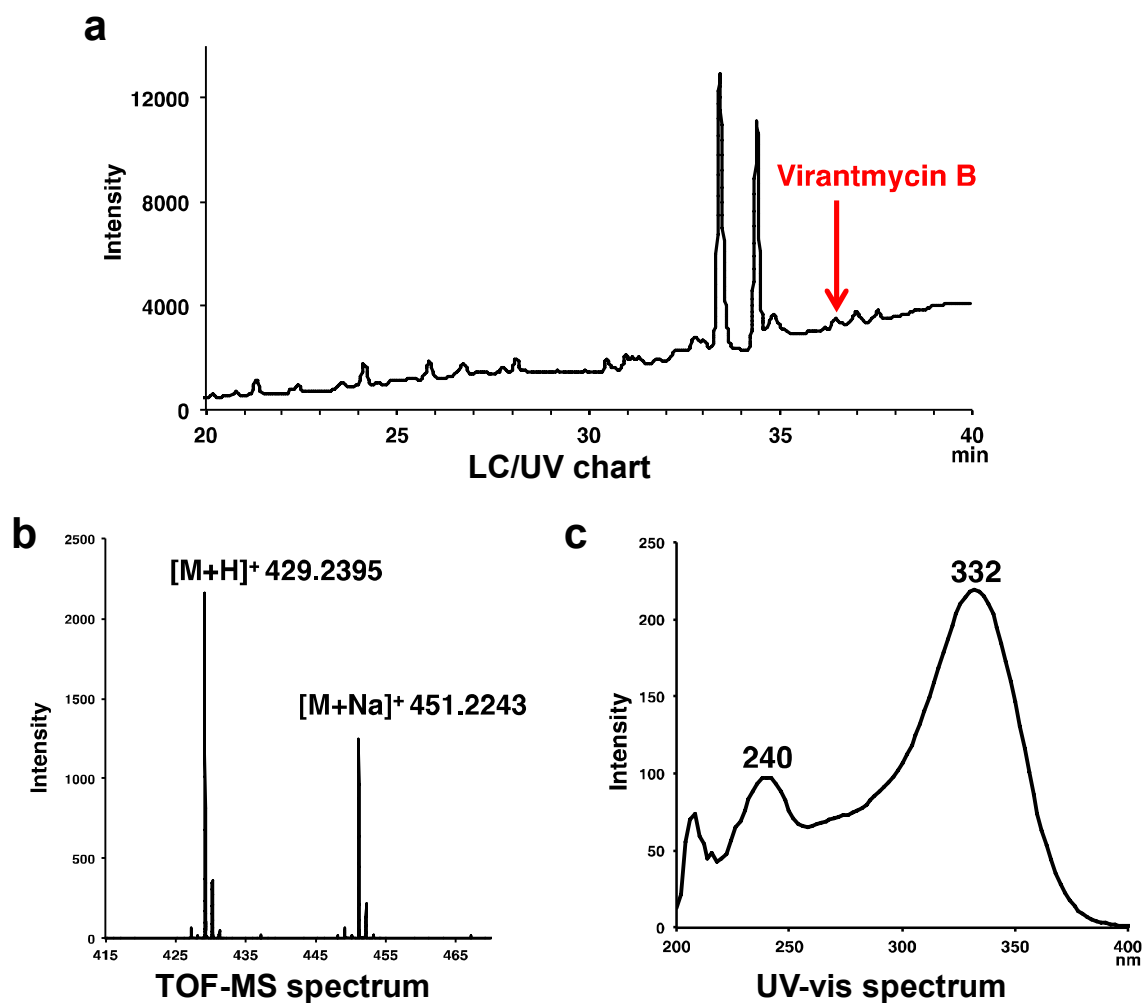 a
Intensity
12000
8000
4000
0
Virantmycin B
20 25 30 35 40
min
LC/UV chart
b
Intensity
2500
2000
1500
1000
500
0
[M+H]+ 429.2395
[M+Na]+ 451.2243
415 425 435 445 455 465
TOF-MS spectrum
c
Intensity
250
200
150
100
50
0
240
332
200 250 300 350 400
nm
UV-vis spectrum